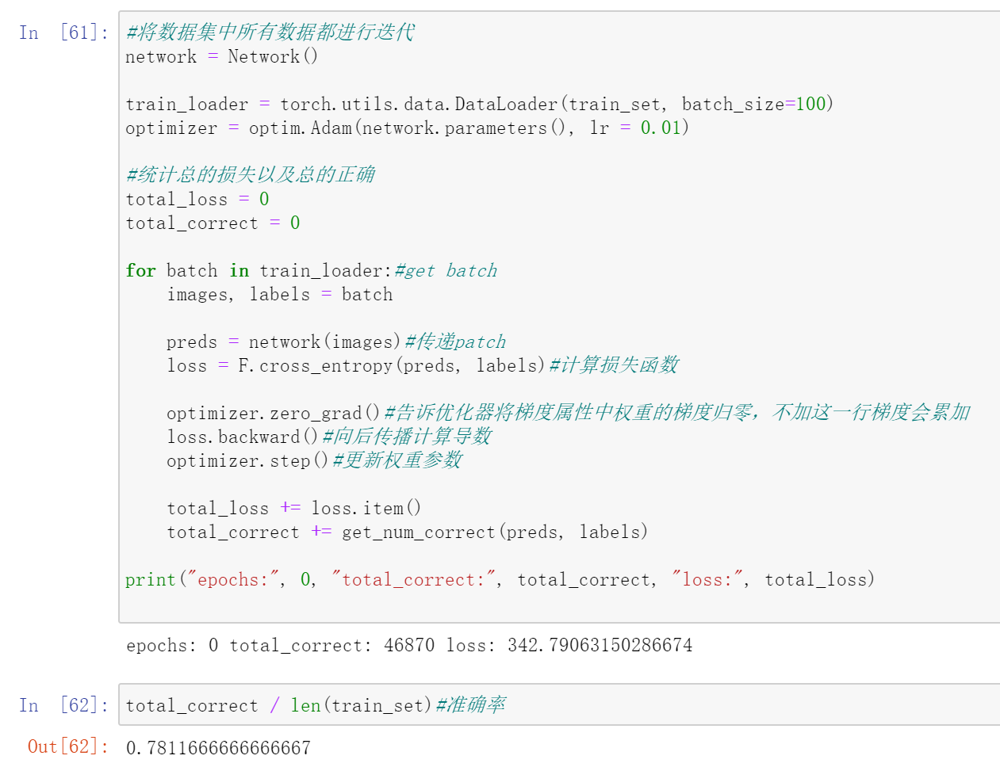 In [61]:
#将数据集中所有数据都进行迭代
network = Network()
train_loader = torch.utils.data.DataLoader(train_set, batch_size=100)
optimizer = optim.Adam(network.parameters(), lr = 0.01)
#统计总的损失以及总的正确
total_loss = 0
total_correct = 0
for batch in train_loader:#get batch
    images, labels = batch
    preds = network(images)#传递patch
    loss = F.cross_entropy(preds, labels)#计算损失函数
    optimizer.zero_grad()#告诉优化器将梯度属性中权重的梯度归零，不加这一行梯度会累加
    loss.backward()#向后传播计算导数
    optimizer.step()#更新权重参数
    total_loss += loss.item()
    total_correct += get_num_correct(preds, labels)
print("epochs:", 0, "total_correct:", total_correct, "loss:", total_loss)
epochs: 0 total_correct: 46870 loss: 342.79063150286674
In [62]:
total_correct / len(train_set)#准确率
Out[62]:
0.7811666666666667